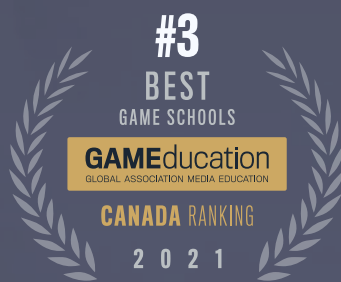 #3
BEST
GAME SCHOOLS
GAMEducation
GLOBAL ASSOCIATION MEDIA EDUCATION
CANADA RANKING
2021